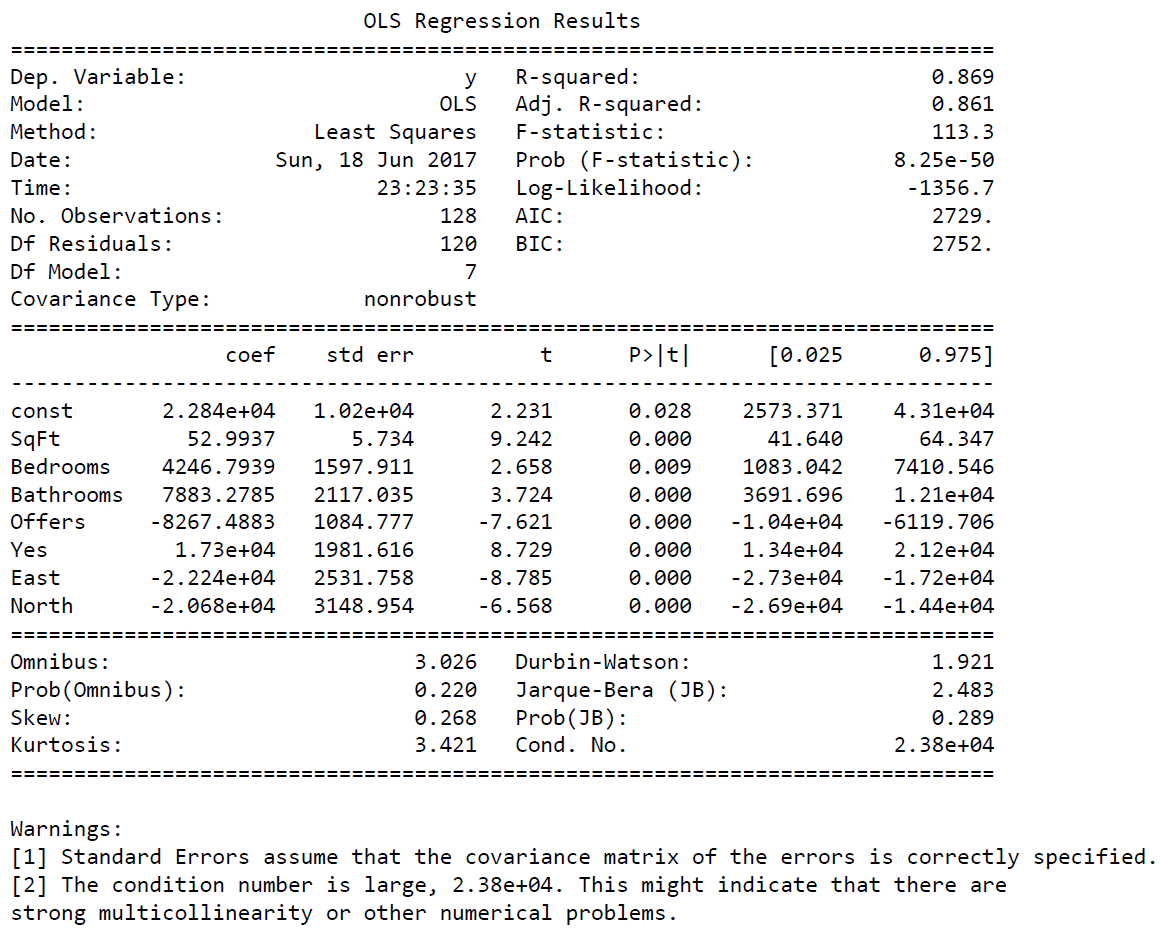 OLS Regression Results
==============================================================================
Dep. Variable: y R-squared: 0.869
Model: OLS Adj. R-squared: 0.861
Method: Least Squares F-statistic: 113.3
Date: Sun, 18 Jun 2017 Prob (F-statistic): 8.25e-50
Time: 23:23:35 Log-Likelihood: -1356.7
No. Observations: 128 AIC: 2729.
Df Residuals: 120 BIC: 2752.
Df Model: 7
Covariance Type: nonrobust
==============================================================================
coef std err t P>|t| [0.025 0.975]
------------------------------------------------------------------------------
const 2.284e+04 1.02e+04 2.231 0.028 2573.371 4.31e+04
SqFt 52.9937 5.734 9.242 0.000 41.640 64.347
Bedrooms 4246.7939 1597.911 2.658 0.009 1083.042 7410.546
Bathrooms 7883.2785 2117.035 3.724 0.000 3691.696 1.21e+04
Offers -8267.4883 1084.777 -7.621 0.000 -1.04e+04 -6119.706
Yes 1.73e+04 1981.616 8.729 0.000 1.34e+04 2.12e+04
East -2.224e+04 2531.758 -8.785 0.000 -2.73e+04 -1.72e+04
North -2.068e+04 3148.954 -6.568 0.000 -2.69e+04 -1.44e+04
==============================================================================
Omnibus: 3.026 Durbin-Watson: 1.921
Prob(Omnibus): 0.220 Jarque-Bera (JB): 2.483
Skew: 0.268 Prob(JB): 0.289
Kurtosis: 3.421 Cond. No. 2.38e+04
==============================================================================
Warnings:
[1] Standard Errors assume that the covariance matrix of the errors is correctly specified.
[2] The condition number is large, 2.38e+04. This might indicate that there are
strong multicollinearity or other numerical problems.